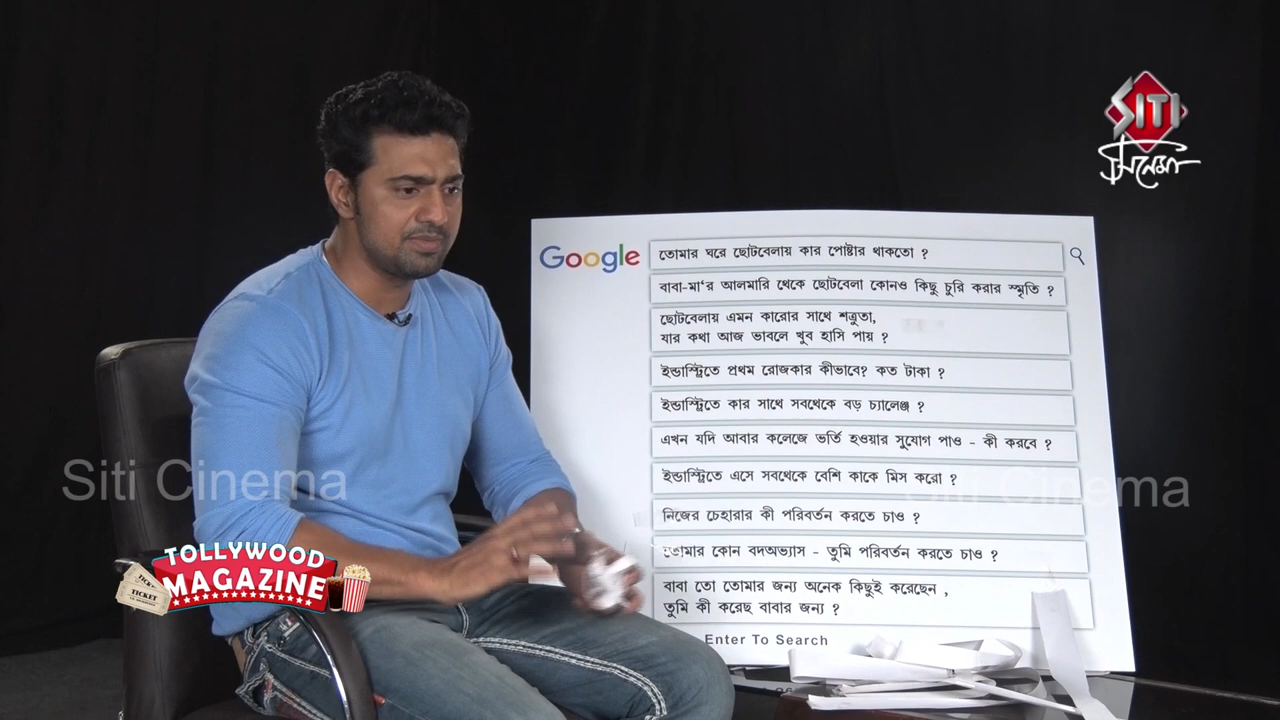 SITI
সিনেমা
Google
তোমার ঘরে ছোটবেলায় কার পোষ্টার থাকতো ?
বাবা-মা'র আলমারি থেকে ছোটবেলা কোনও কিছু চুরি করার স্মৃতি ?
ছোটবেলায় এমন কারোর সাথে শত্রুতা,
যার কথা আজ ভাবলে খুব হাসি পায় ?
ইন্ডাস্ট্রিতে প্রথম রোজকার কীভাবে? কত টাকা ?
ইন্ডাস্ট্রিতে কার সাথে সবথেকে বড় চ্যালেঞ্জ ?
এখন যদি আবার কলেজে ভর্তি হওয়ার সুযোগ পাও - কী করবে ?
ইন্ডাস্ট্রিতে এসে সবথেকে বেশি কাকে মিস করো ?
নিজের চেহারার কী পরিবর্তন করতে চাও ?
তোমার কোন বদঅভ্যাস - তুমি পরিবর্তন করতে চাও ?
বাবা তো তোমার জন্য অনেক কিছুই করেছেন ,
তুমি কী করেছ বাবার জন্য ?
Enter To Search
Siti Cinema
Siti Cinema
TOLLYWOOD
MAGAZINE
TICKET
TICKET